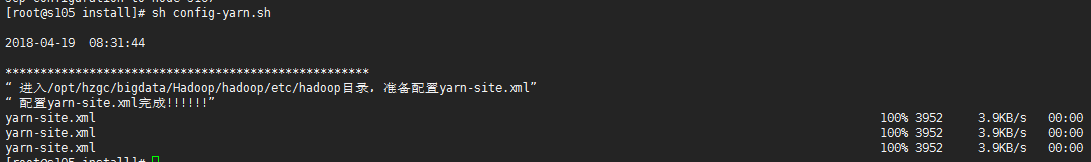 [root@s105 install]# sh config-yarn.sh
2018-04-19  08:31:44
****************************************************
“ 进入/opt/hzgc/bigdata/Hadoop/hadoop/etc/hadoop目录，准备配置yarn-site.xml”
“ 配置yarn-site.xml完成!!!!!!”
yarn-site.xml 100% 3952 3.9KB/s 00:00
yarn-site.xml 100% 3952 3.9KB/s 00:00
yarn-site.xml 100% 3952 3.9KB/s 00:00
[root@s105 install]#